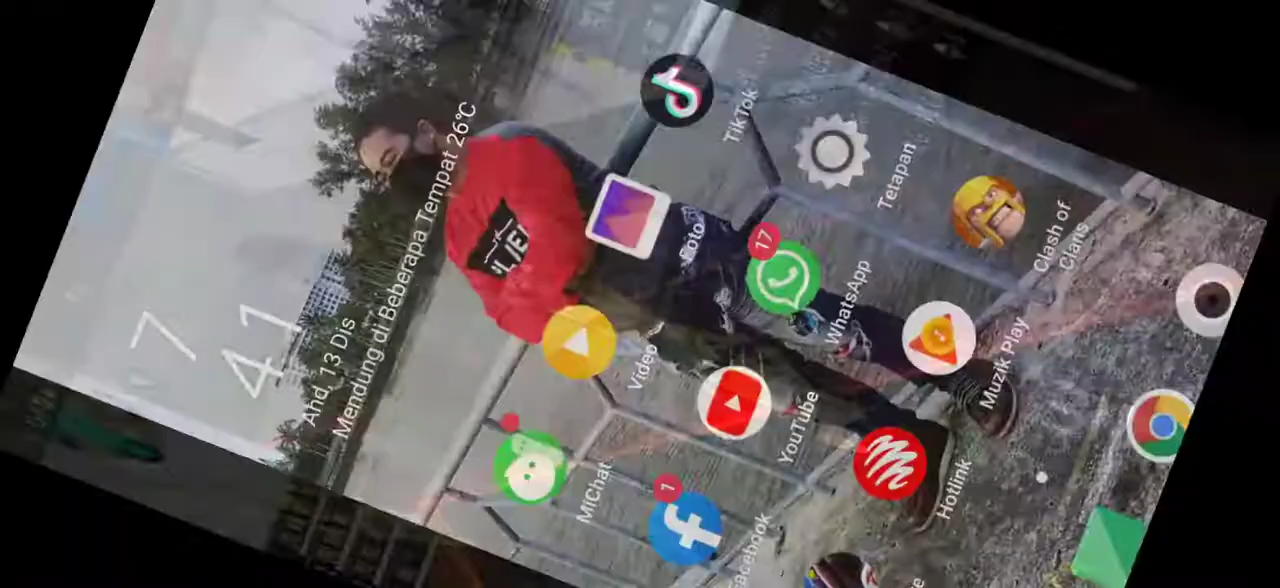 7
41
Ahd, 13 Dis
Mendung di Beberapa Tempat 26°C
MiChat
Video
Foto
TikTok
1
17
Facebook
YouTube
WhatsApp
Tetapan
Hotlink
Muzik Play
Clash of
Clans